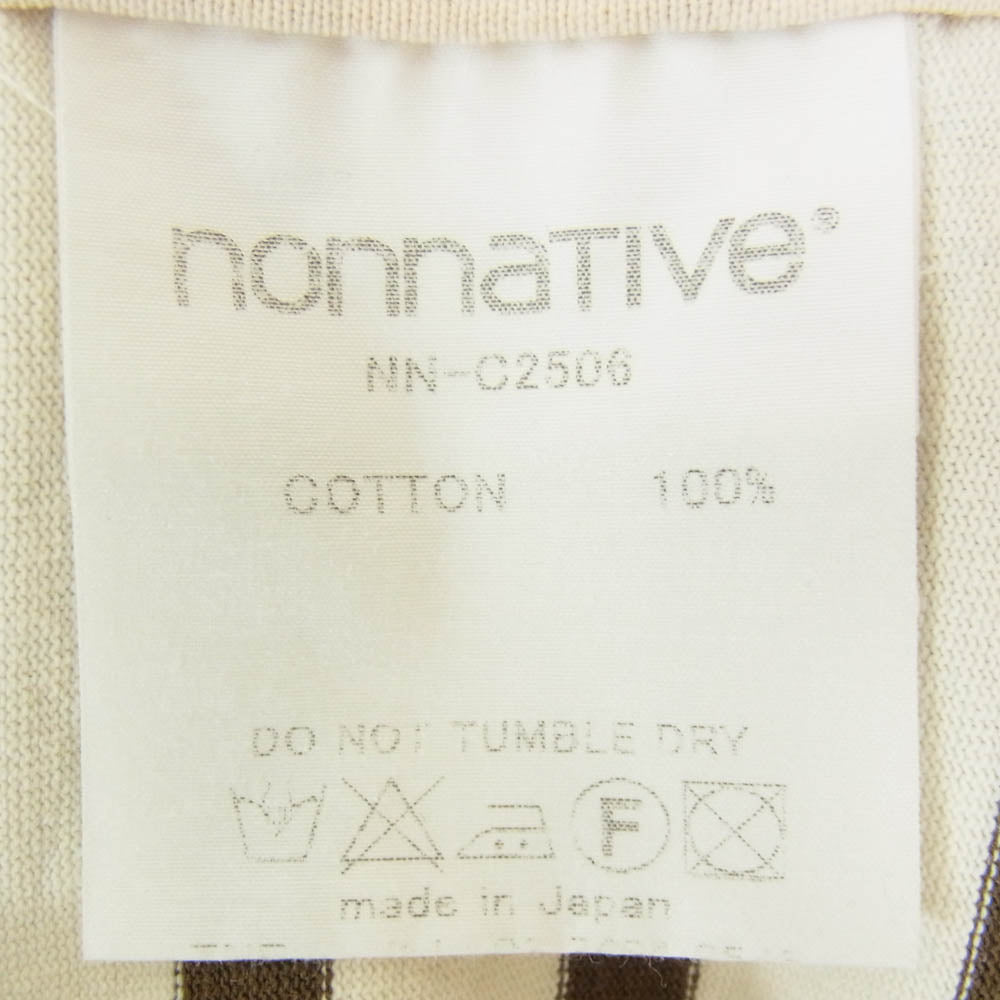 nonnative®
NN-C2506
COTTON 100%
DO NOT TUMBLE DRY
F
made in Japan